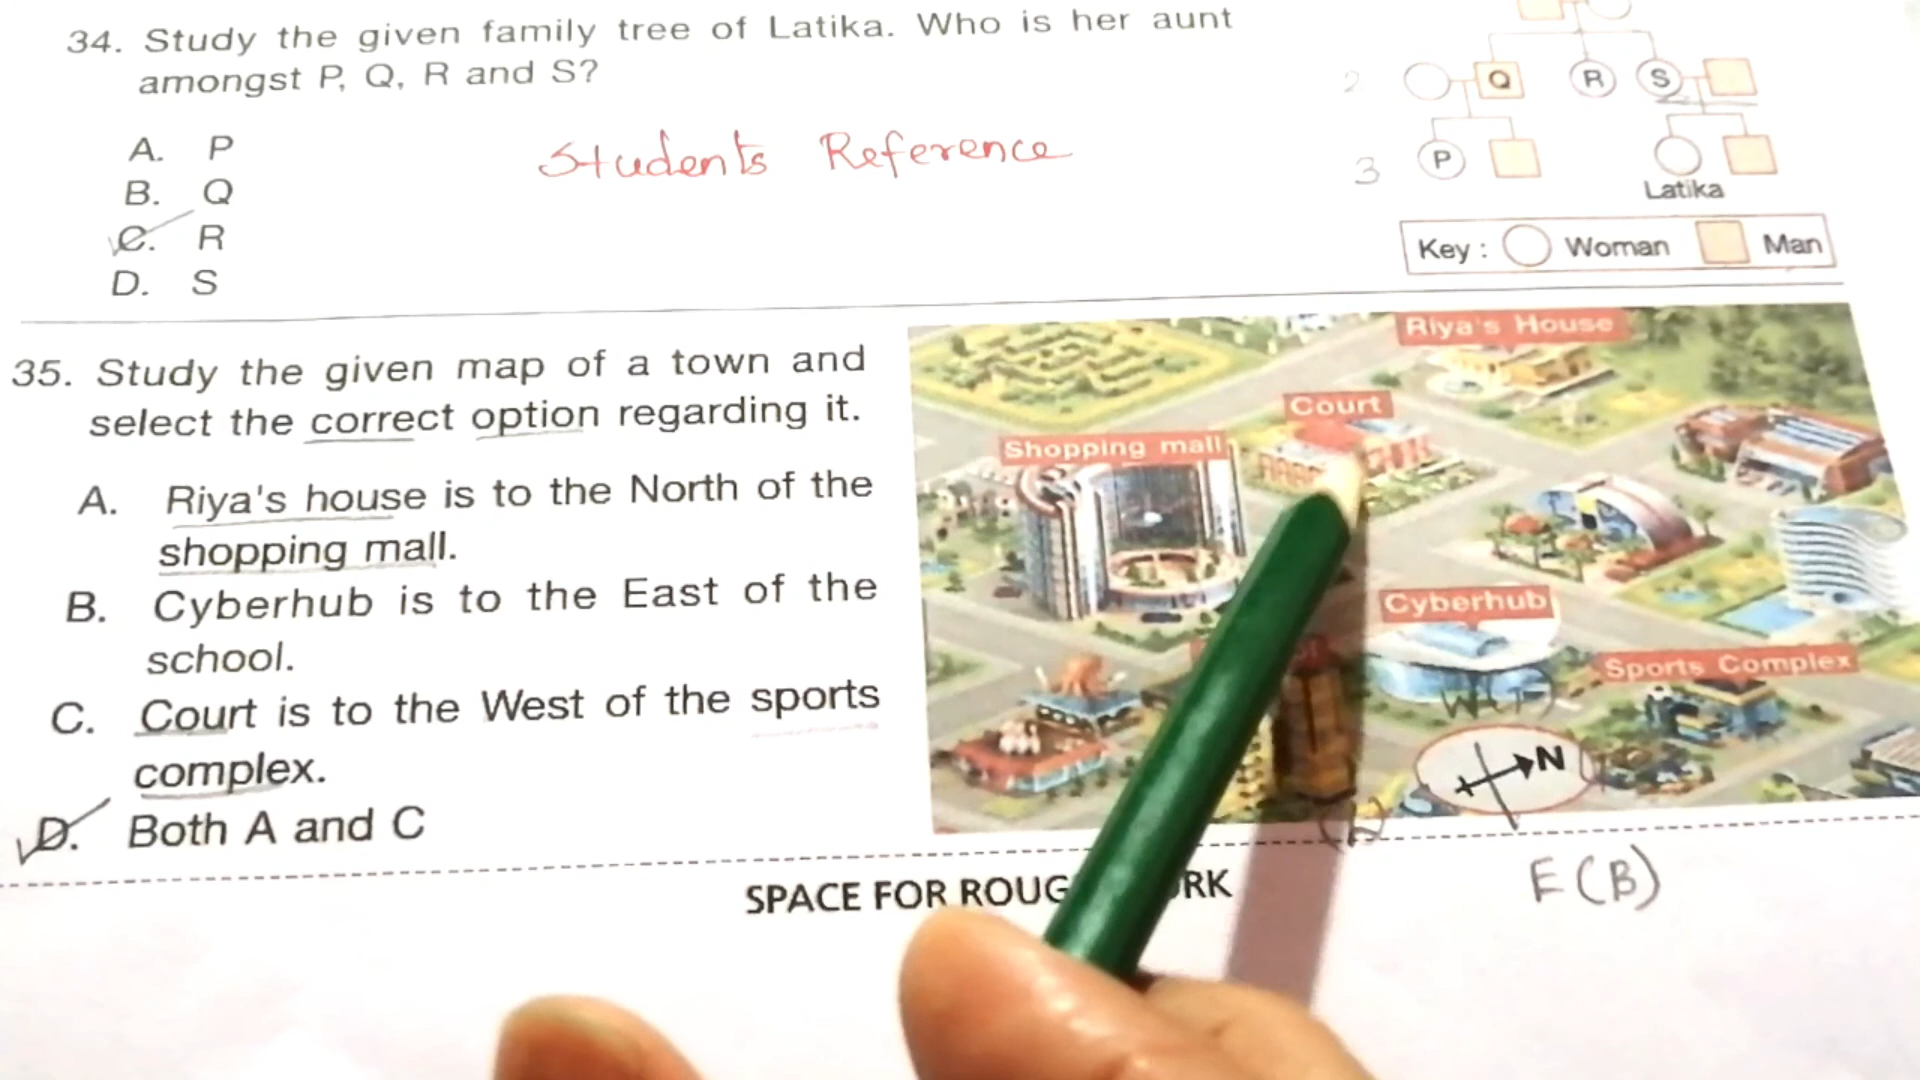 34. Study the given family tree of Latika. Who is her aunt
amongst P, Q, R and S?
A. P
B. Q
C. R
D. S
Students Reference
2
Q
R
S
3
P
Latika
Key : Woman Man
35. Study the given map of a town and
select the correct option regarding it.
A. Riya's house is to the North of the
shopping mall.
B. Cyberhub is to the East of the
school.
C. Court is to the West of the sports
complex.
D. Both A and C
Riya's House
Court
Shopping mall
Cyberhub
Sports Complex
N
E (B)
SPACE FOR